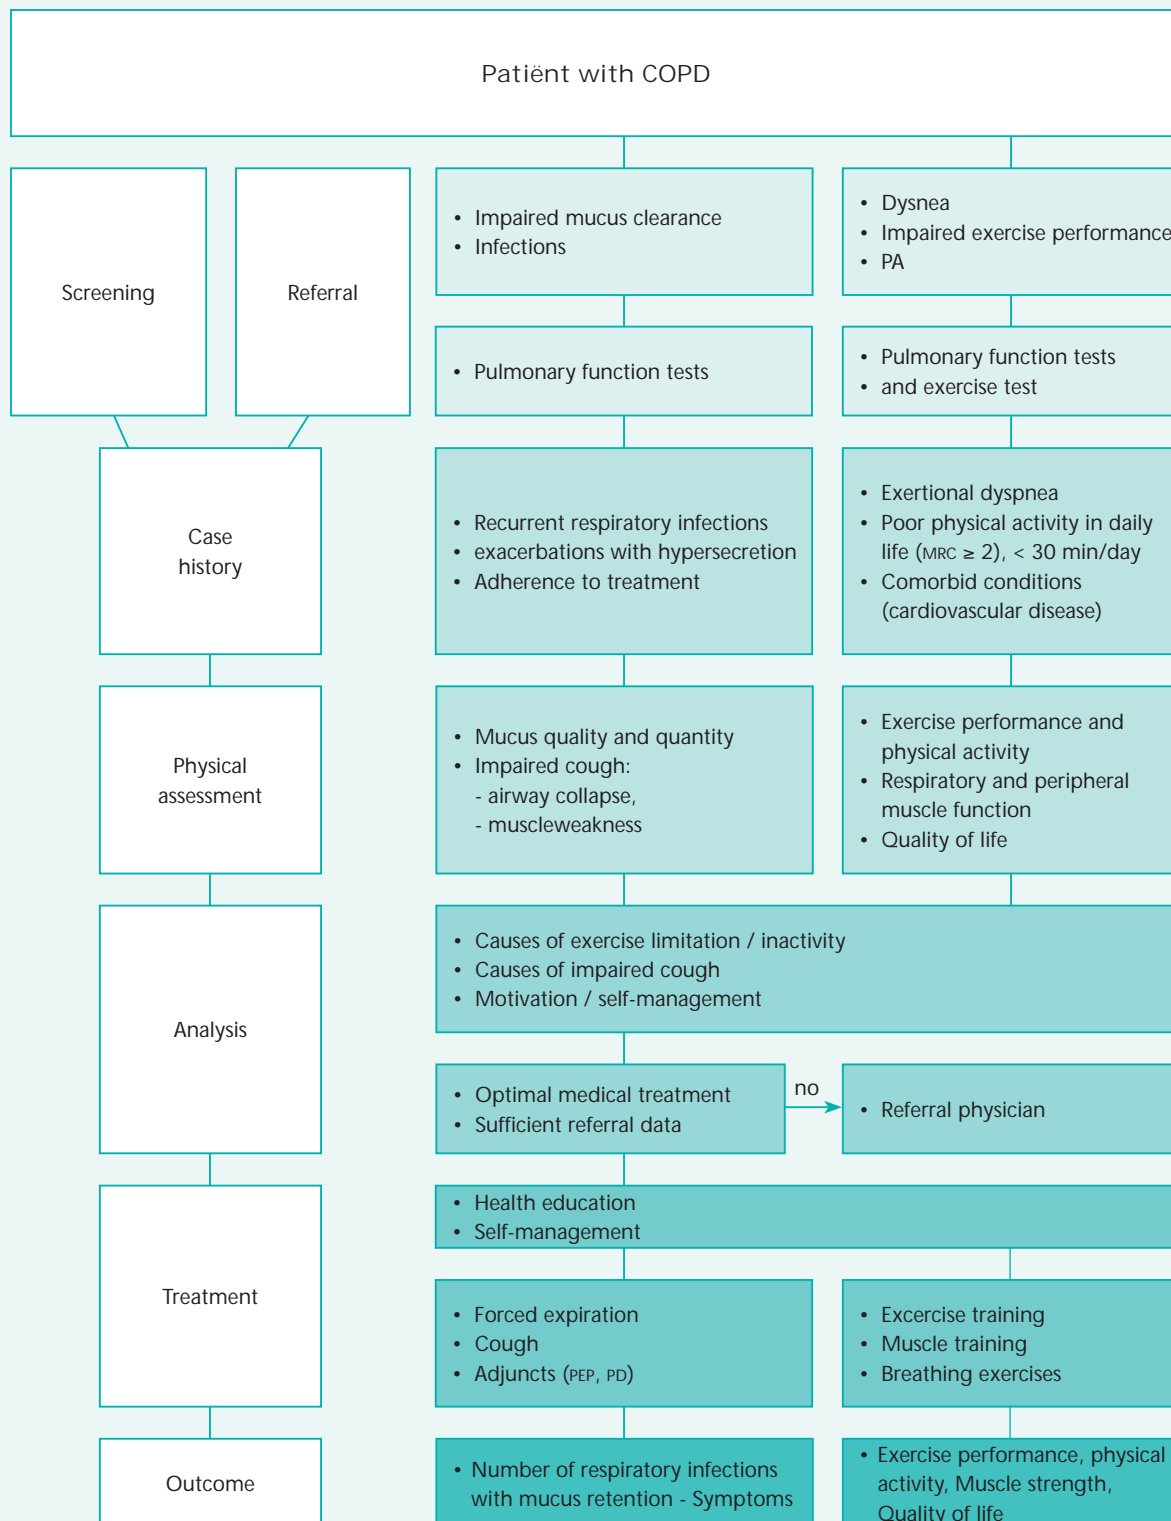 Patiënt with COPD
Screening
Referral
• Impaired mucus clearance
• Infections
• Dysnea
• Impaired exercise performance
• PA
• Pulmonary function tests
• Pulmonary function tests
• and exercise test
Case
history
• Recurrent respiratory infections
• exacerbations with hypersecretion
• Adherence to treatment
• Exertional dyspnea
• Poor physical activity in daily
life (MRC ≥ 2), < 30 min/day
• Comorbid conditions
(cardiovascular disease)
Physical
assessment
• Mucus quality and quantity
• Impaired cough:
- airway collapse,
- muscleweakness
• Exercise performance and
physical activity
• Respiratory and peripheral
muscle function
• Quality of life
Analysis
• Causes of exercise limitation / inactivity
• Causes of impaired cough
• Motivation / self-management
• Optimal medical treatment
• Sufficient referral data
no
• Referral physician
Treatment
• Health education
• Self-management
• Forced expiration
• Cough
• Adjuncts (PEP, PD)
• Excercise training
• Muscle training
• Breathing exercises
Outcome
• Number of respiratory infections
with mucus retention - Symptoms
• Exercise performance, physical
activity, Muscle strength,
Quality of life